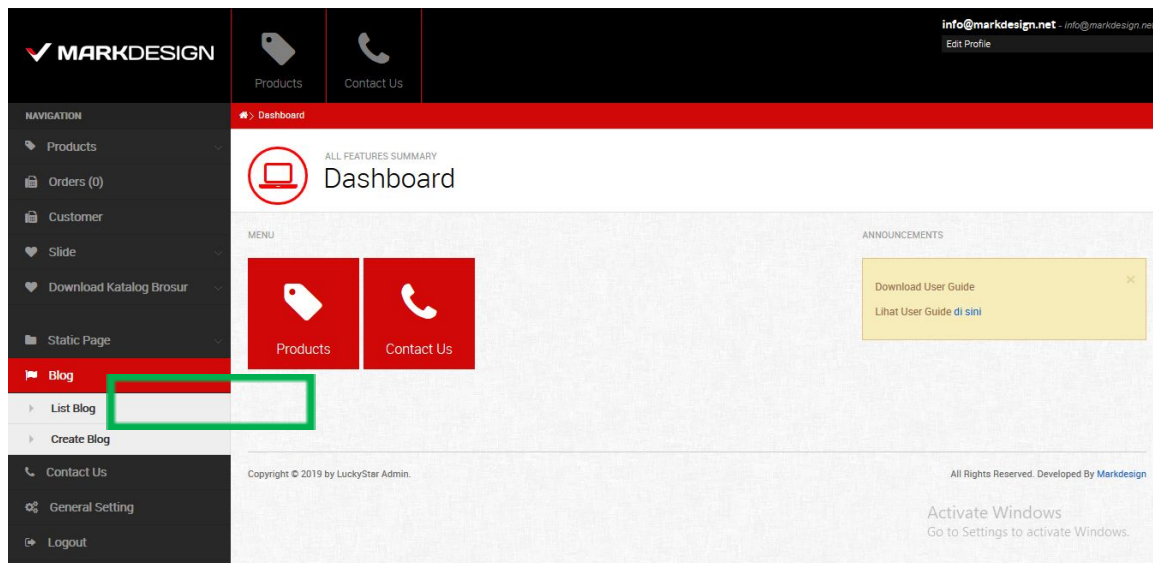 MARKDESIGN
Products
Contact Us
info@markdesign.net - info@markdesign.net
Edit Profile
NAVIGATION
Products
Orders (0)
Customer
Slide
Download Katalog Brosur
Static Page
Blog
List Blog
Create Blog
Contact Us
General Setting
Logout
Dashboard
ALL FEATURES SUMMARY
Dashboard
MENU
Products
Contact Us
ANNOUNCEMENTS
Download User Guide
Lihat User Guide di sini
Copyright © 2019 by LuckyStar Admin.
All Rights Reserved. Developed By Markdesign
Activate Windows
Go to Settings to activate Windows.